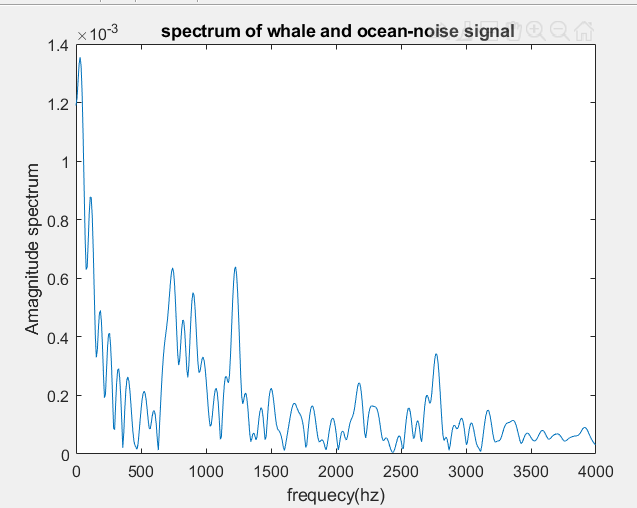 ×10⁻³
spectrum of whale and ocean-noise signal
1.4
1.2
1
0.8
0.6
0.4
0.2
0
Amagnitude spectrum
0 500 1000 1500 2000 2500 3000 3500 4000
frequecy(hz)